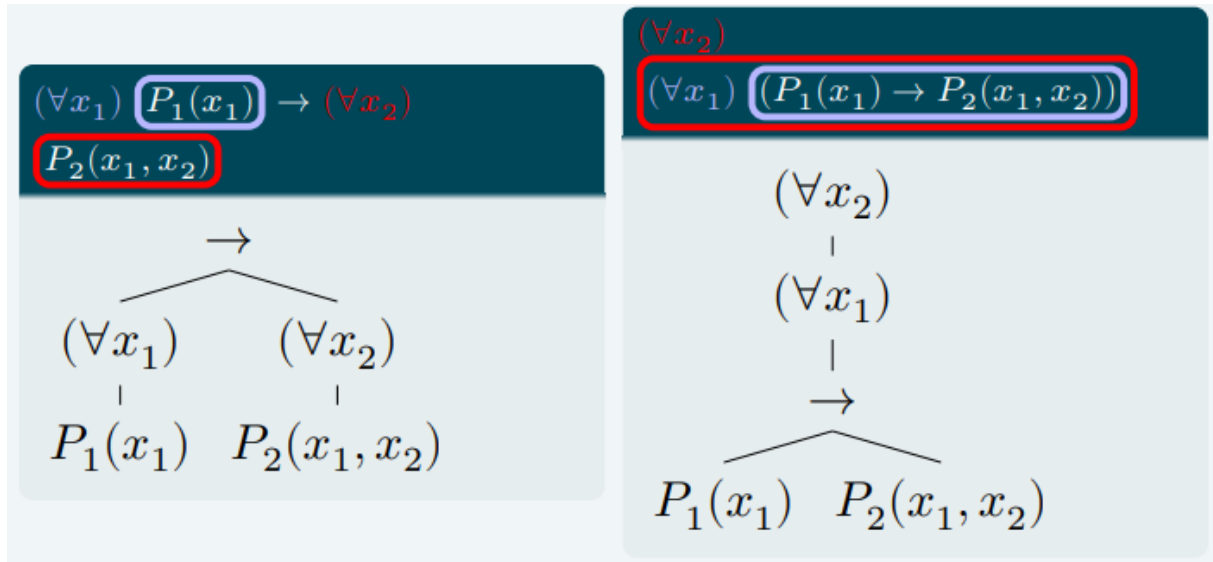 (∀x₁) P₁(x₁) → (∀x₂)
P₂(x₁, x₂)
→
(∀x₁) (∀x₂)
P₁(x₁) P₂(x₁, x₂)
(∀x₂)
(∀x₁) ((P₁(x₁) → P₂(x₁, x₂))
(∀x₂)
(∀x₁)
→
P₁(x₁) P₂(x₁, x₂)